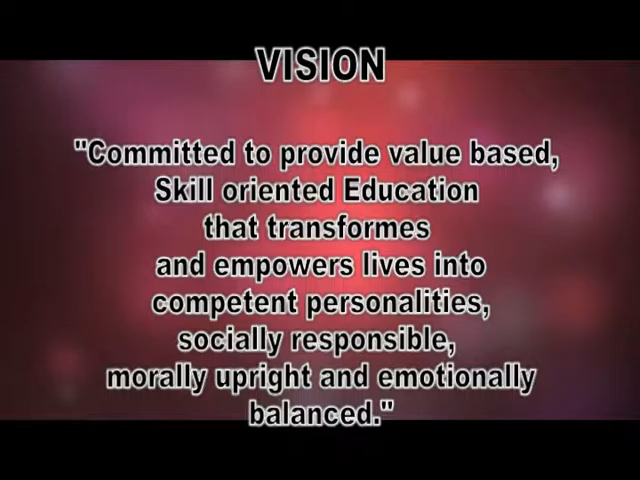 VISION
"Committed to provide value based,
Skill oriented Education
that transformes
and empowers lives into
competent personalities,
socially responsible,
morally upright and emotionally
balanced."